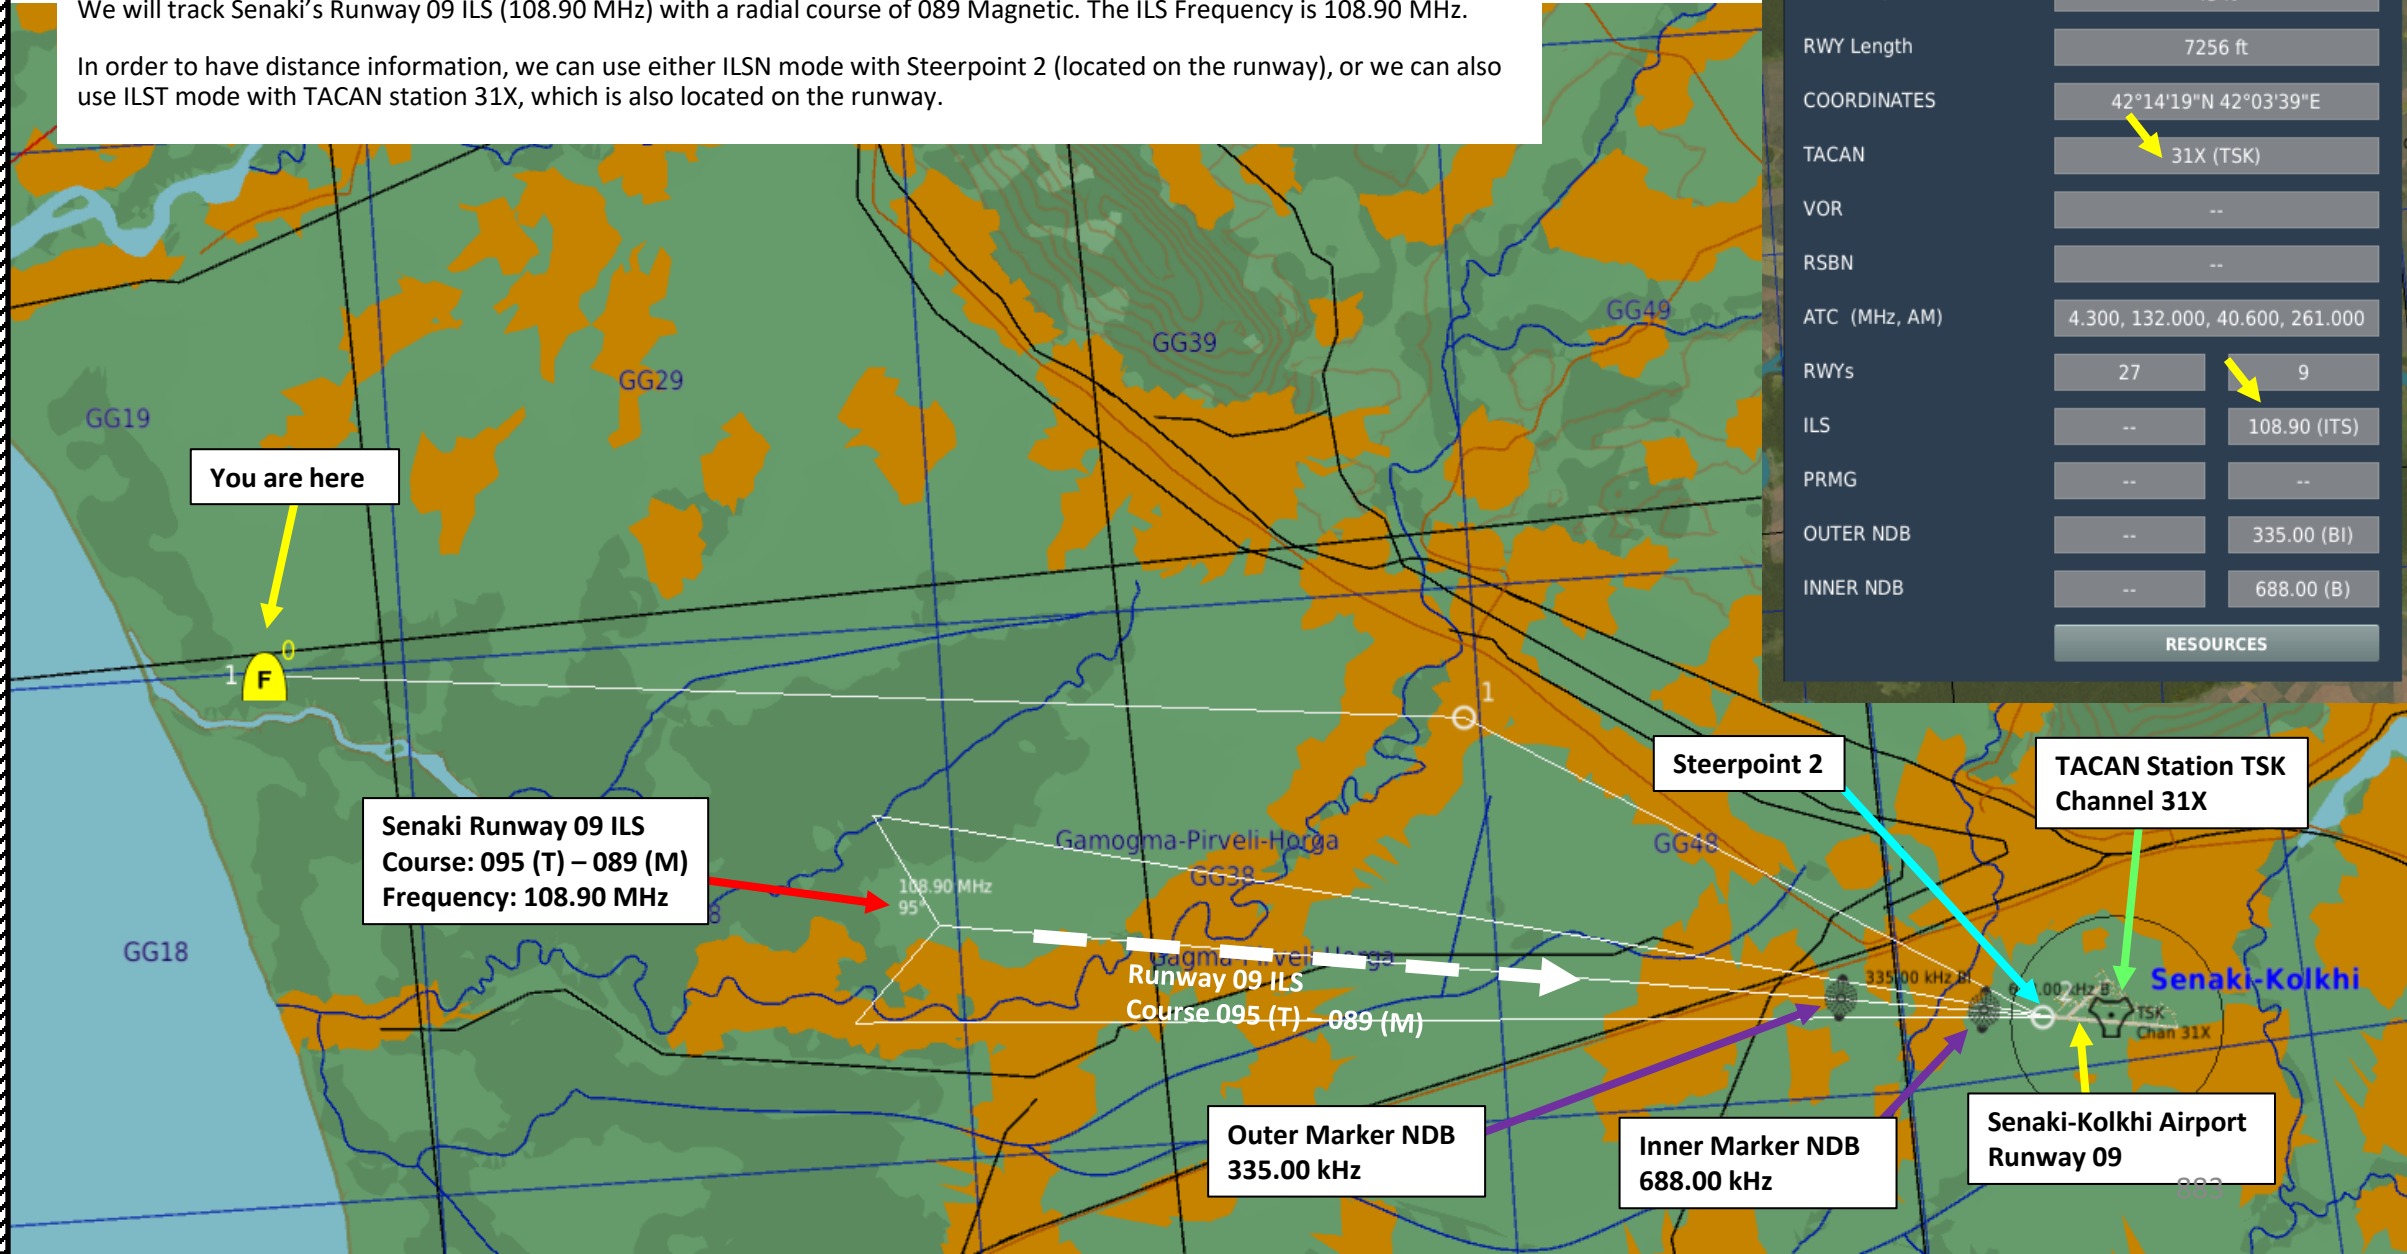 We will track Senaki's Runway 09 ILS (108.90 MHz) with a radial course of 089 Magnetic. The ILS Frequency is 108.90 MHz.
In order to have distance information, we can use either ILSN mode with Steerpoint 2 (located on the runway), or we can also
use ILST mode with TACAN station 31X, which is also located on the runway.
RWY Length 7256 ft
COORDINATES 42°14'19"N 42°03'39"E
TACAN 31X (TSK)
VOR --
RSBN --
ATC (MHz, AM) 4.300, 132.000, 40.600, 261.000
RWYs 27 9
ILS -- 108.90 (ITS)
PRMG -- --
OUTER NDB -- 335.00 (BI)
INNER NDB -- 688.00 (B)
RESOURCES
GG49
GG39
GG29
GG19
You are here
0
1
F
1
Steerpoint 2
TACAN Station TSK
Channel 31X
Senaki Runway 09 ILS
Course: 095 (T) – 089 (M)
Frequency: 108.90 MHz
Gamogma-Pirveli-Horga
GG48
GG38
108.90 MHz
95°
8
GG18
Gagma-Pirveli-Horga
Runway 09 ILS
Course 095 (T) – 089 (M)
335.00 kHz BI
Senaki-Kolkhi
TSK
Chan 31X
Outer Marker NDB
335.00 kHz
Inner Marker NDB
688.00 kHz
Senaki-Kolkhi Airport
Runway 09
883